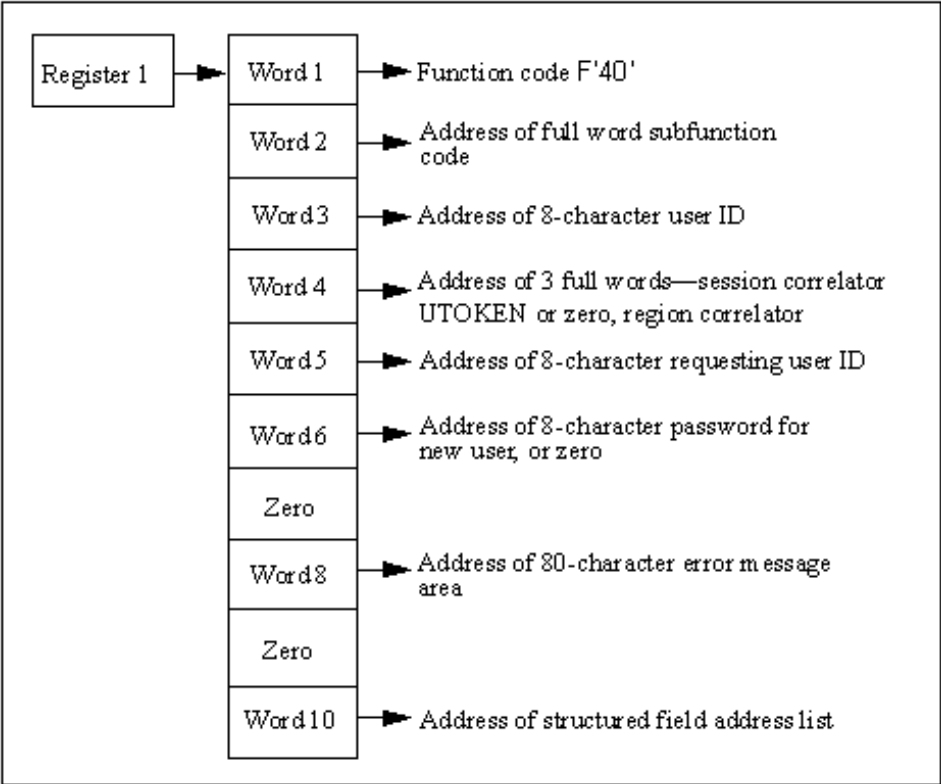 Register 1
Word 1
Function code F'40'
Word 2
Address of full word subfunction
code
Word 3
Address of 8-character user ID
Word 4
Address of 3 full words—session correlator
UTOKEN or zero, region correlator
Word 5
Address of 8-character requesting user ID
Word 6
Address of 8-character password for
new user, or zero
Zero
Word 8
Address of 80-character error message
area
Zero
Word 10
Address of structured field address list